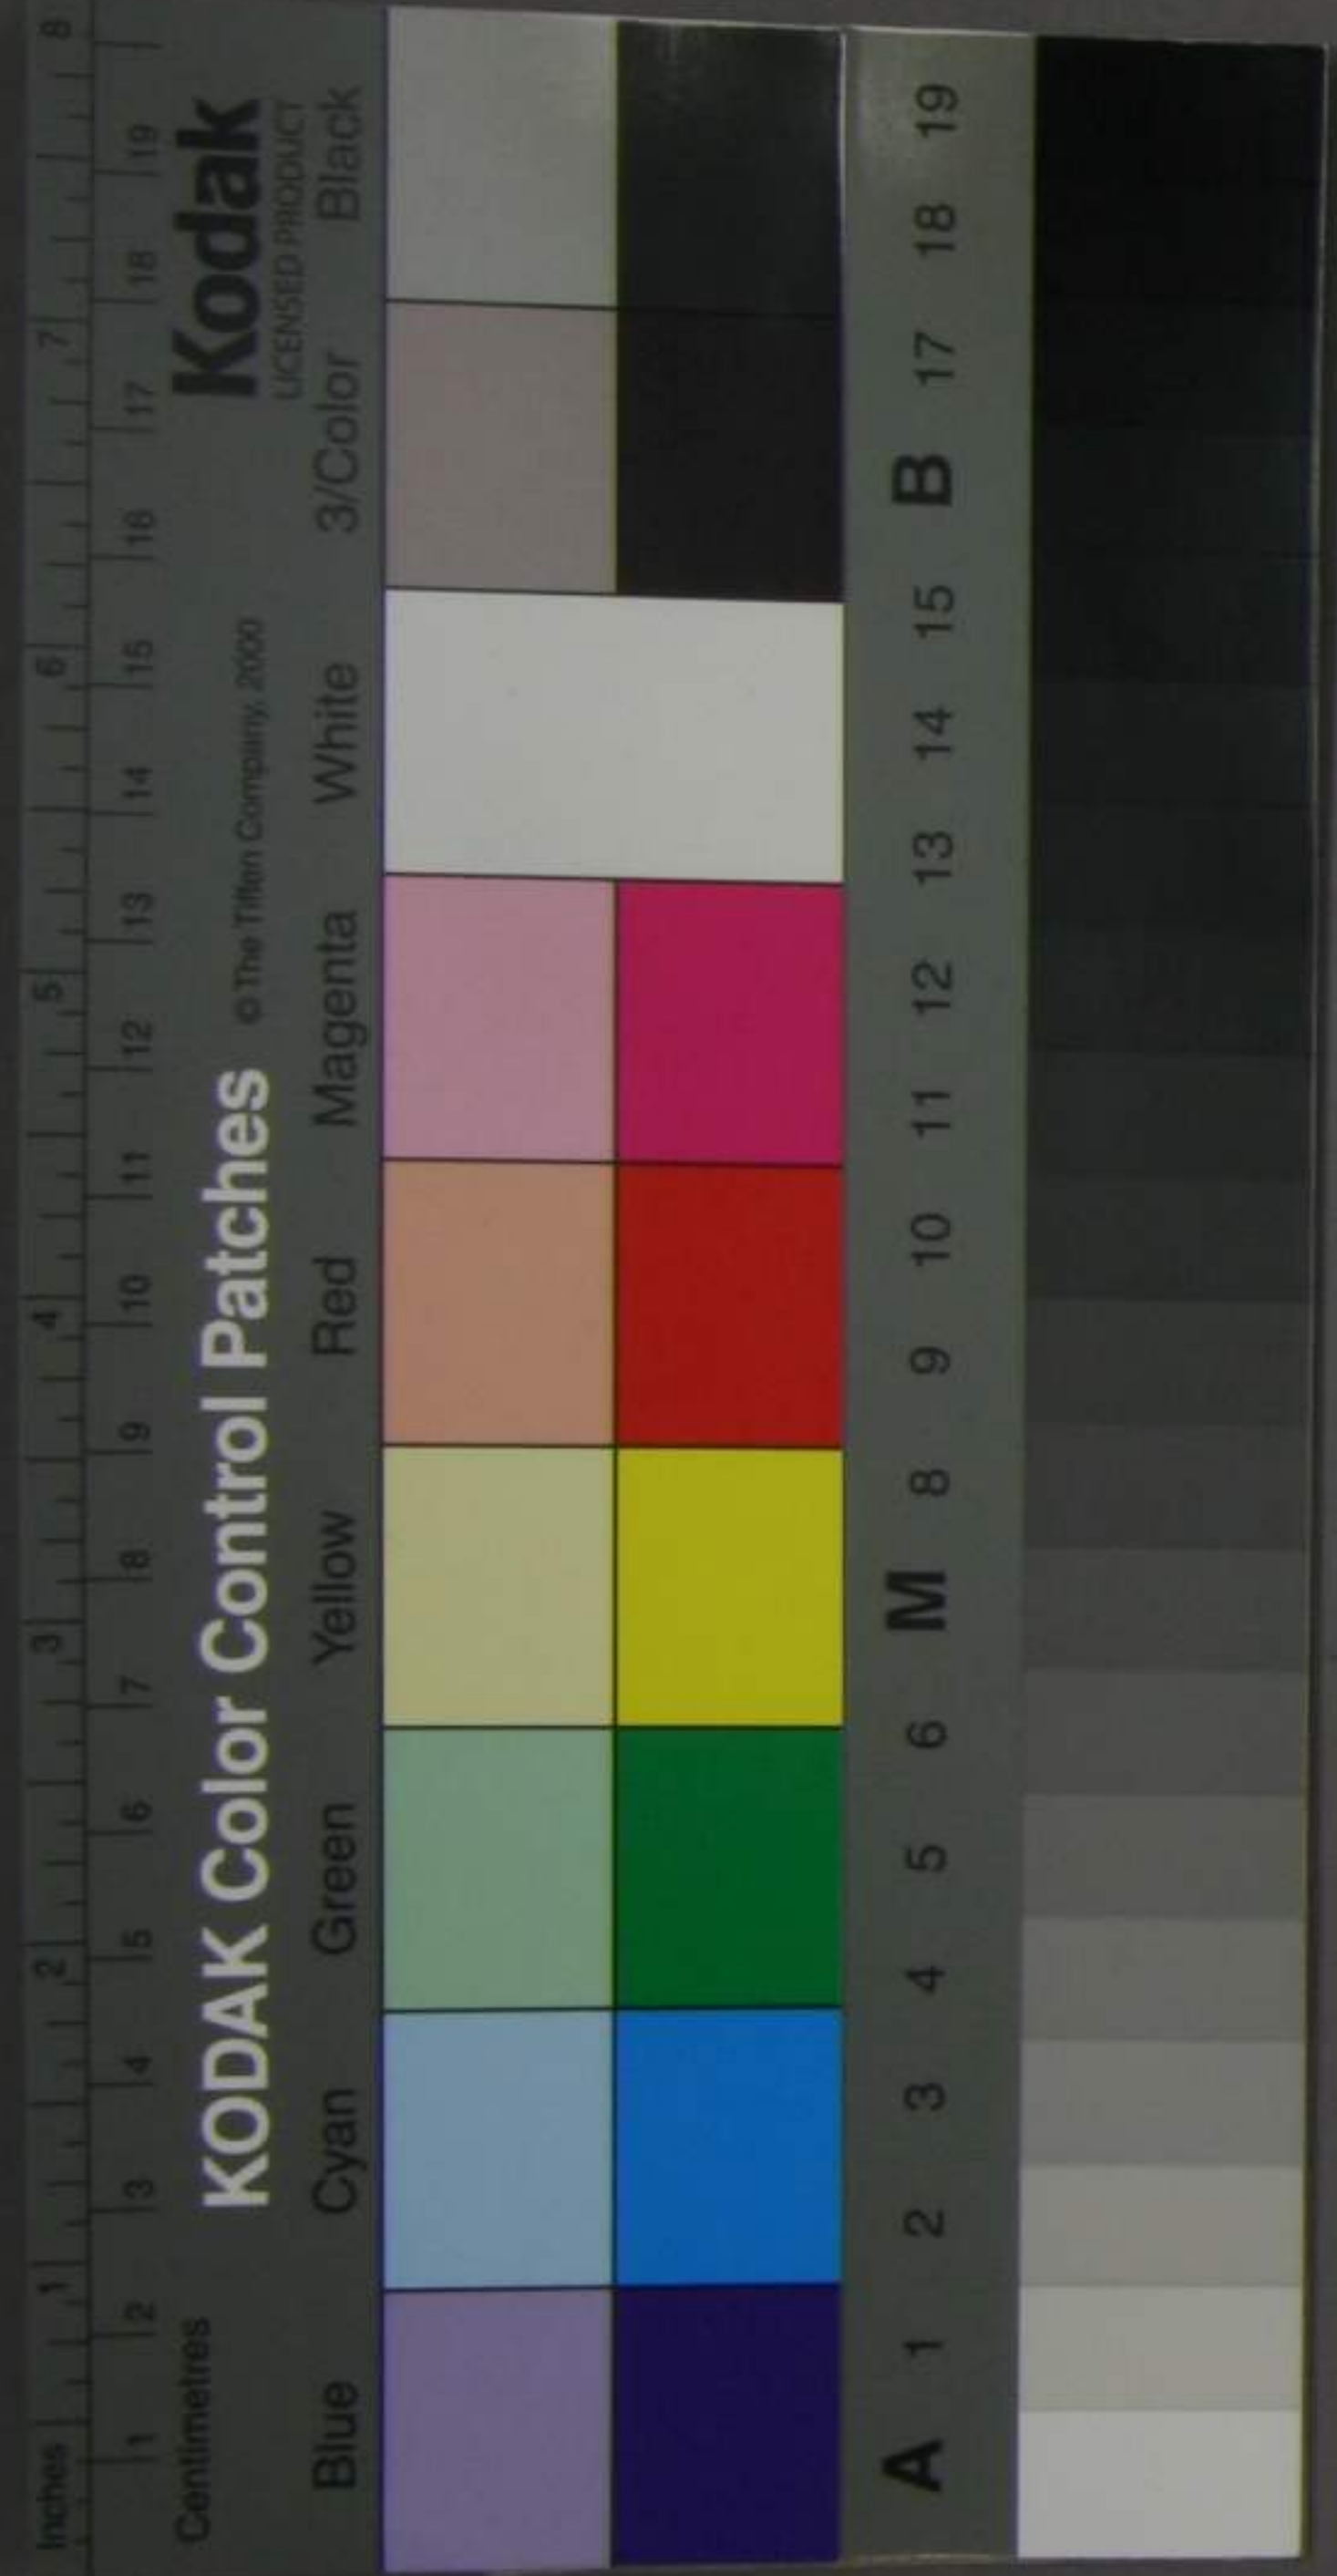 Inches 1 2 3 4 5 6 7 8
Centimetres 1 2 3 4 5 6 7 8 9 10 11 12 13 14 15 16 17 18 19
KODAK Color Control Patches © The Tiffen Company, 2000 Kodak
LICENSED PRODUCT
Blue Cyan Green Yellow Red Magenta White 3/Color Black
A 1 2 3 4 5 6 M 8 9 10 11 12 13 14 15 B 17 18 19